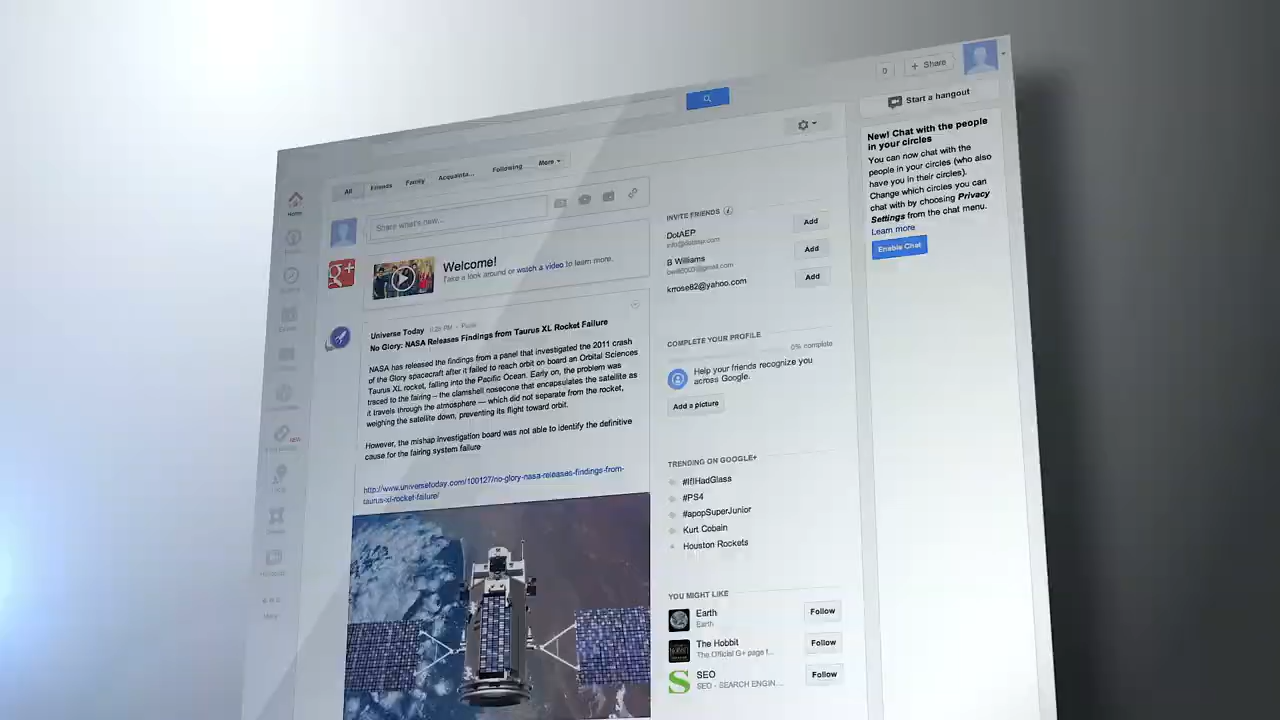 0
+ Share
Start a hangout
All
Friends
Family
Acquainta...
Following
More
Home
Share what's new...
g+
Welcome!
Take a look around or watch a video to learn more.
Universe Today
No Glory: NASA Releases Findings from Taurus XL Rocket Failure
NASA has released the findings from a panel that investigated the 2011 crash
of the Glory spacecraft after it failed to reach orbit on board an Orbital Sciences
Taurus XL rocket, falling into the Pacific Ocean. Early on, the problem was
traced to the fairing – the clamshell nosecone that encapsulates the satellite as
it travels through the atmosphere — which did not separate from the rocket,
weighing the satellite down, preventing its flight toward orbit.
However, the mishap investigation board was not able to identify the definitive
cause for the fairing system failure
http://www.universetoday.com/100127/no-glory-nasa-releases-findings-from-
taurus-xl-rocket-failure/
NEW
More
INVITE FRIENDS
DotAEP
Add
B Williams
Add
krrose82@yahoo.com
Add
COMPLETE YOUR PROFILE
0% complete
Help your friends recognize you
across Google.
Add a picture
TRENDING ON GOOGLE+
#IfIHadGlass
#PS4
#apopSuperJunior
Kurt Cobain
Houston Rockets
YOU MIGHT LIKE
Earth
Earth
Follow
The Hobbit
The Official G+ page f...
Follow
SEO
SEO - SEARCH ENGIN...
Follow
New! Chat with the people
in your circles
You can now chat with the
people in your circles (who also
have you in their circles).
Change which circles you can
chat with by choosing Privacy
Settings from the chat menu.
Learn more
Enable Chat